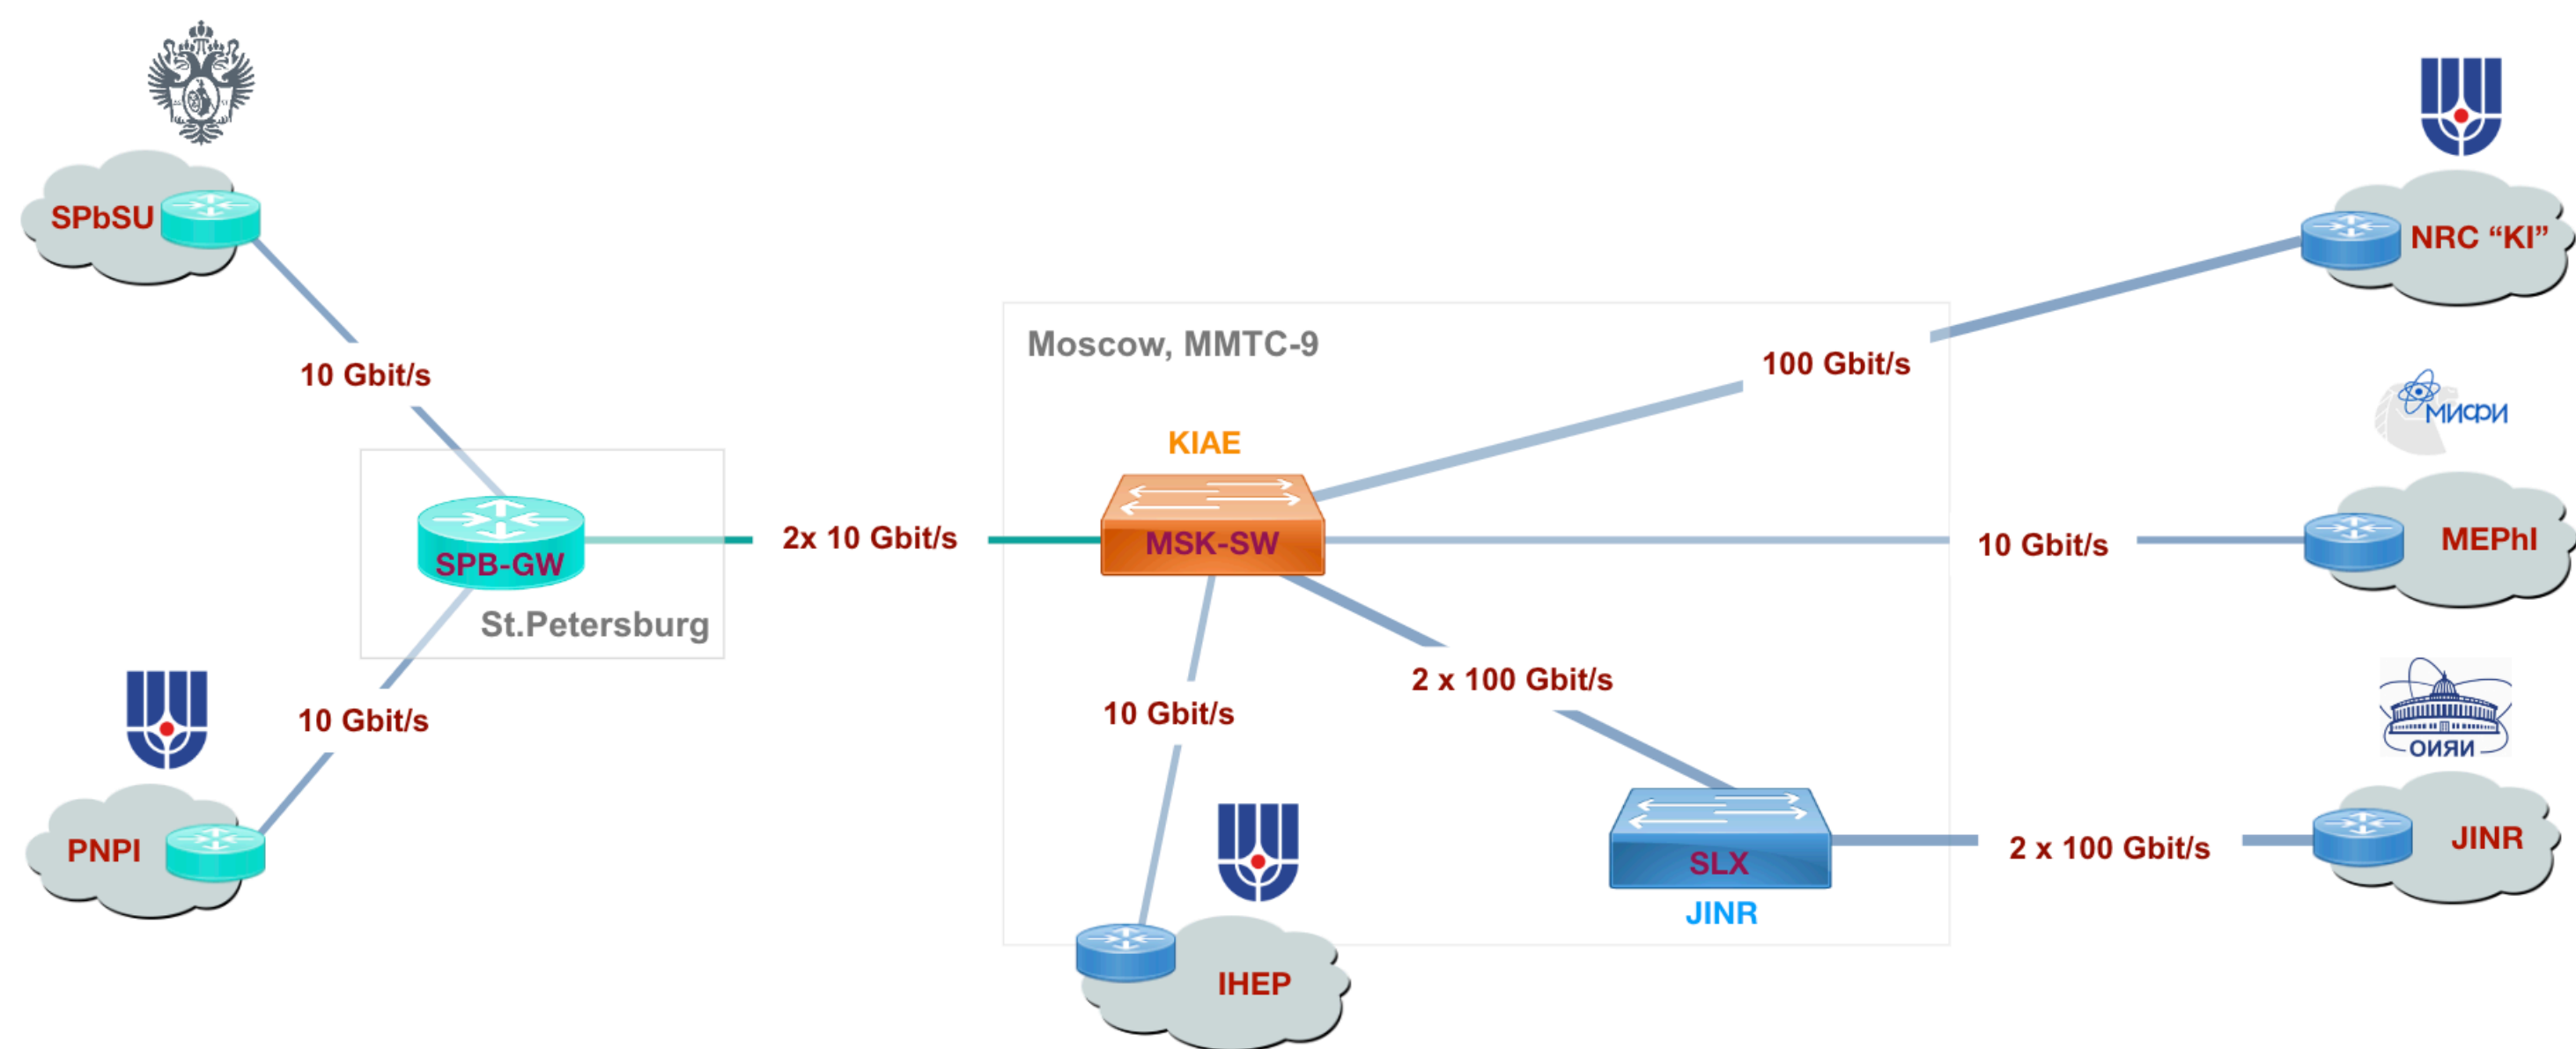 SPbSU
NRC “KI”
Moscow, MMTC-9
100 Gbit/s
10 Gbit/s
мифи
KIAE
2x 10 Gbit/s
MSK-SW
10 Gbit/s
MEPhI
SPB-GW
St.Petersburg
2 x 100 Gbit/s
10 Gbit/s
10 Gbit/s
ОИЯИ
PNPI
SLX
2 x 100 Gbit/s
JINR
JINR
IHEP